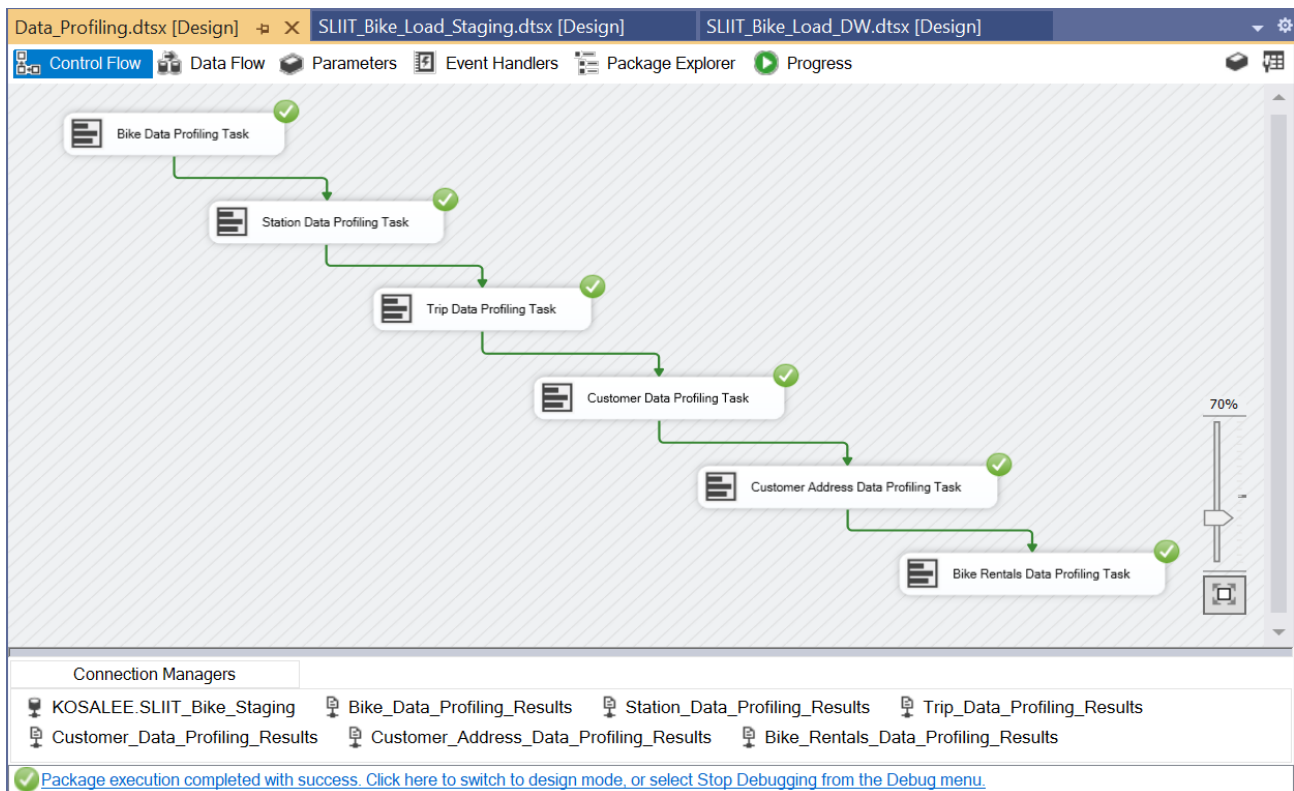 Data_Profiling.dtsx [Design] SLIIT_Bike_Load_Staging.dtsx [Design] SLIIT_Bike_Load_DW.dtsx [Design]
Control Flow Data Flow Parameters Event Handlers Package Explorer Progress
Bike Data Profiling Task
Station Data Profiling Task
Trip Data Profiling Task
Customer Data Profiling Task
70%
Customer Address Data Profiling Task
Bike Rentals Data Profiling Task
Connection Managers
KOSALEE.SLIIT_Bike_Staging Bike_Data_Profiling_Results Station_Data_Profiling_Results Trip_Data_Profiling_Results
Customer_Data_Profiling_Results Customer_Address_Data_Profiling_Results Bike_Rentals_Data_Profiling_Results
Package execution completed with success. Click here to switch to design mode, or select Stop Debugging from the Debug menu.